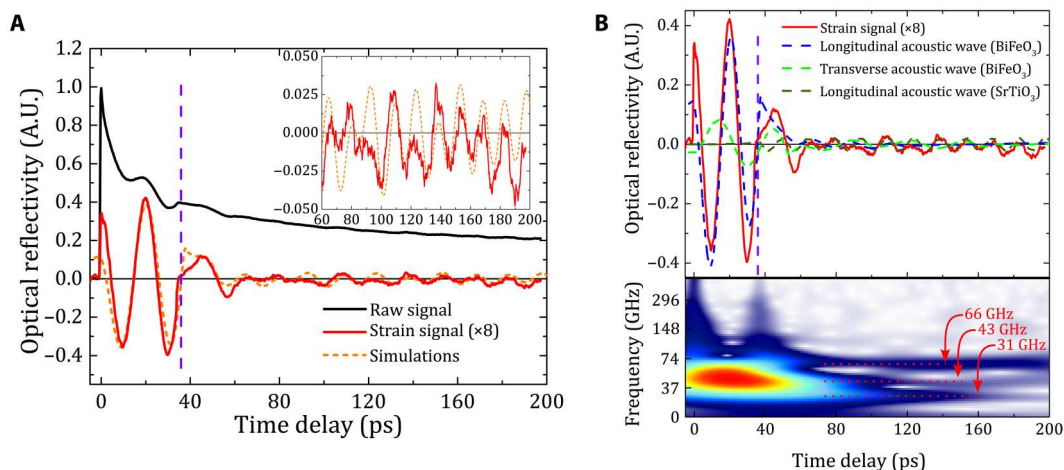 A
Optical reflectivity (A.U.)
1.2
1.0
0.8
0.6
0.4
0.2
0.0
−0.2
−0.4
0
40
80
120
160
200
Time delay (ps)
0.050
0.025
0.000
−0.025
−0.050
60 80 100 120 140 160 180 200
Raw signal
Strain signal (×8)
Simulations
B
Optical reflectivity (A.U.)
0.4
0.2
0.0
−0.2
−0.4
Strain signal (×8)
Longitudinal acoustic wave (BiFeO3)
Transverse acoustic wave (BiFeO3)
Longitudinal acoustic wave (SrTiO3)
Frequency (GHz)
296
148
74
37
0
66 GHz
43 GHz
31 GHz
0
40
80
120
160
200
Time delay (ps)